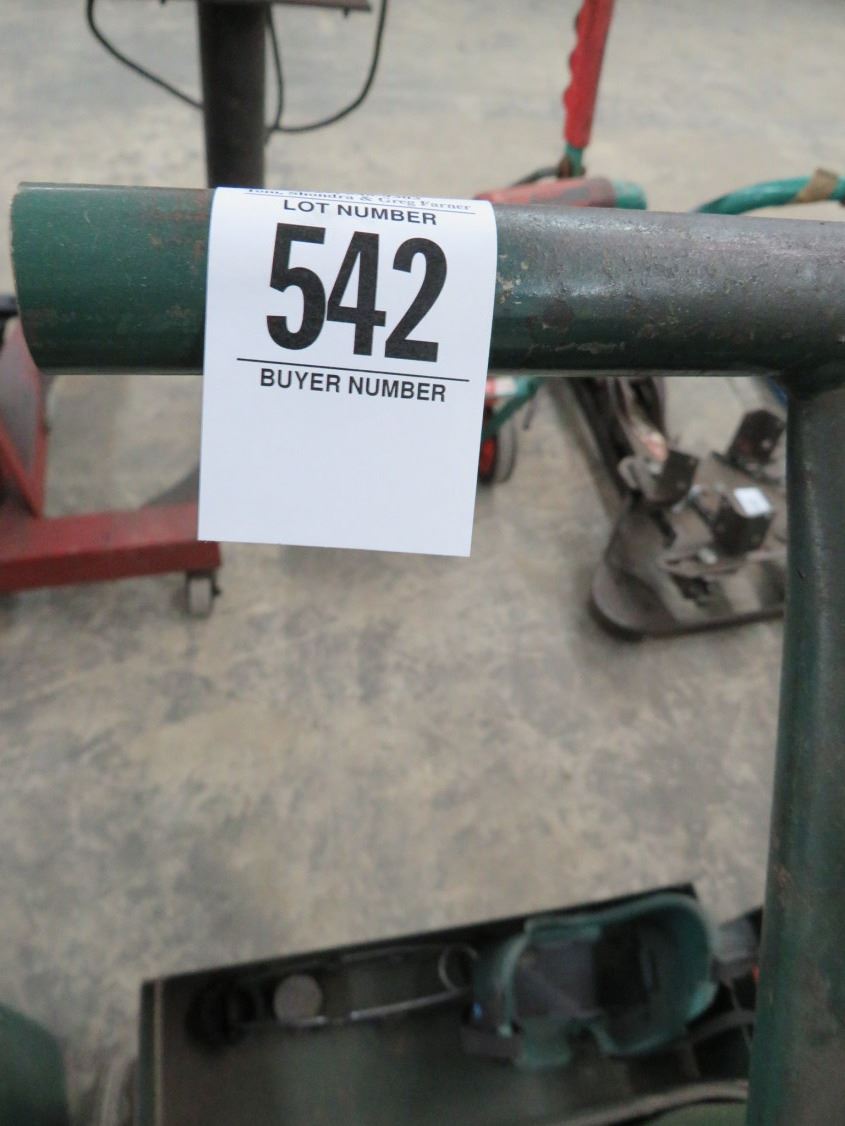 Tom, Shondra & Greg Farner
LOT NUMBER
542
BUYER NUMBER